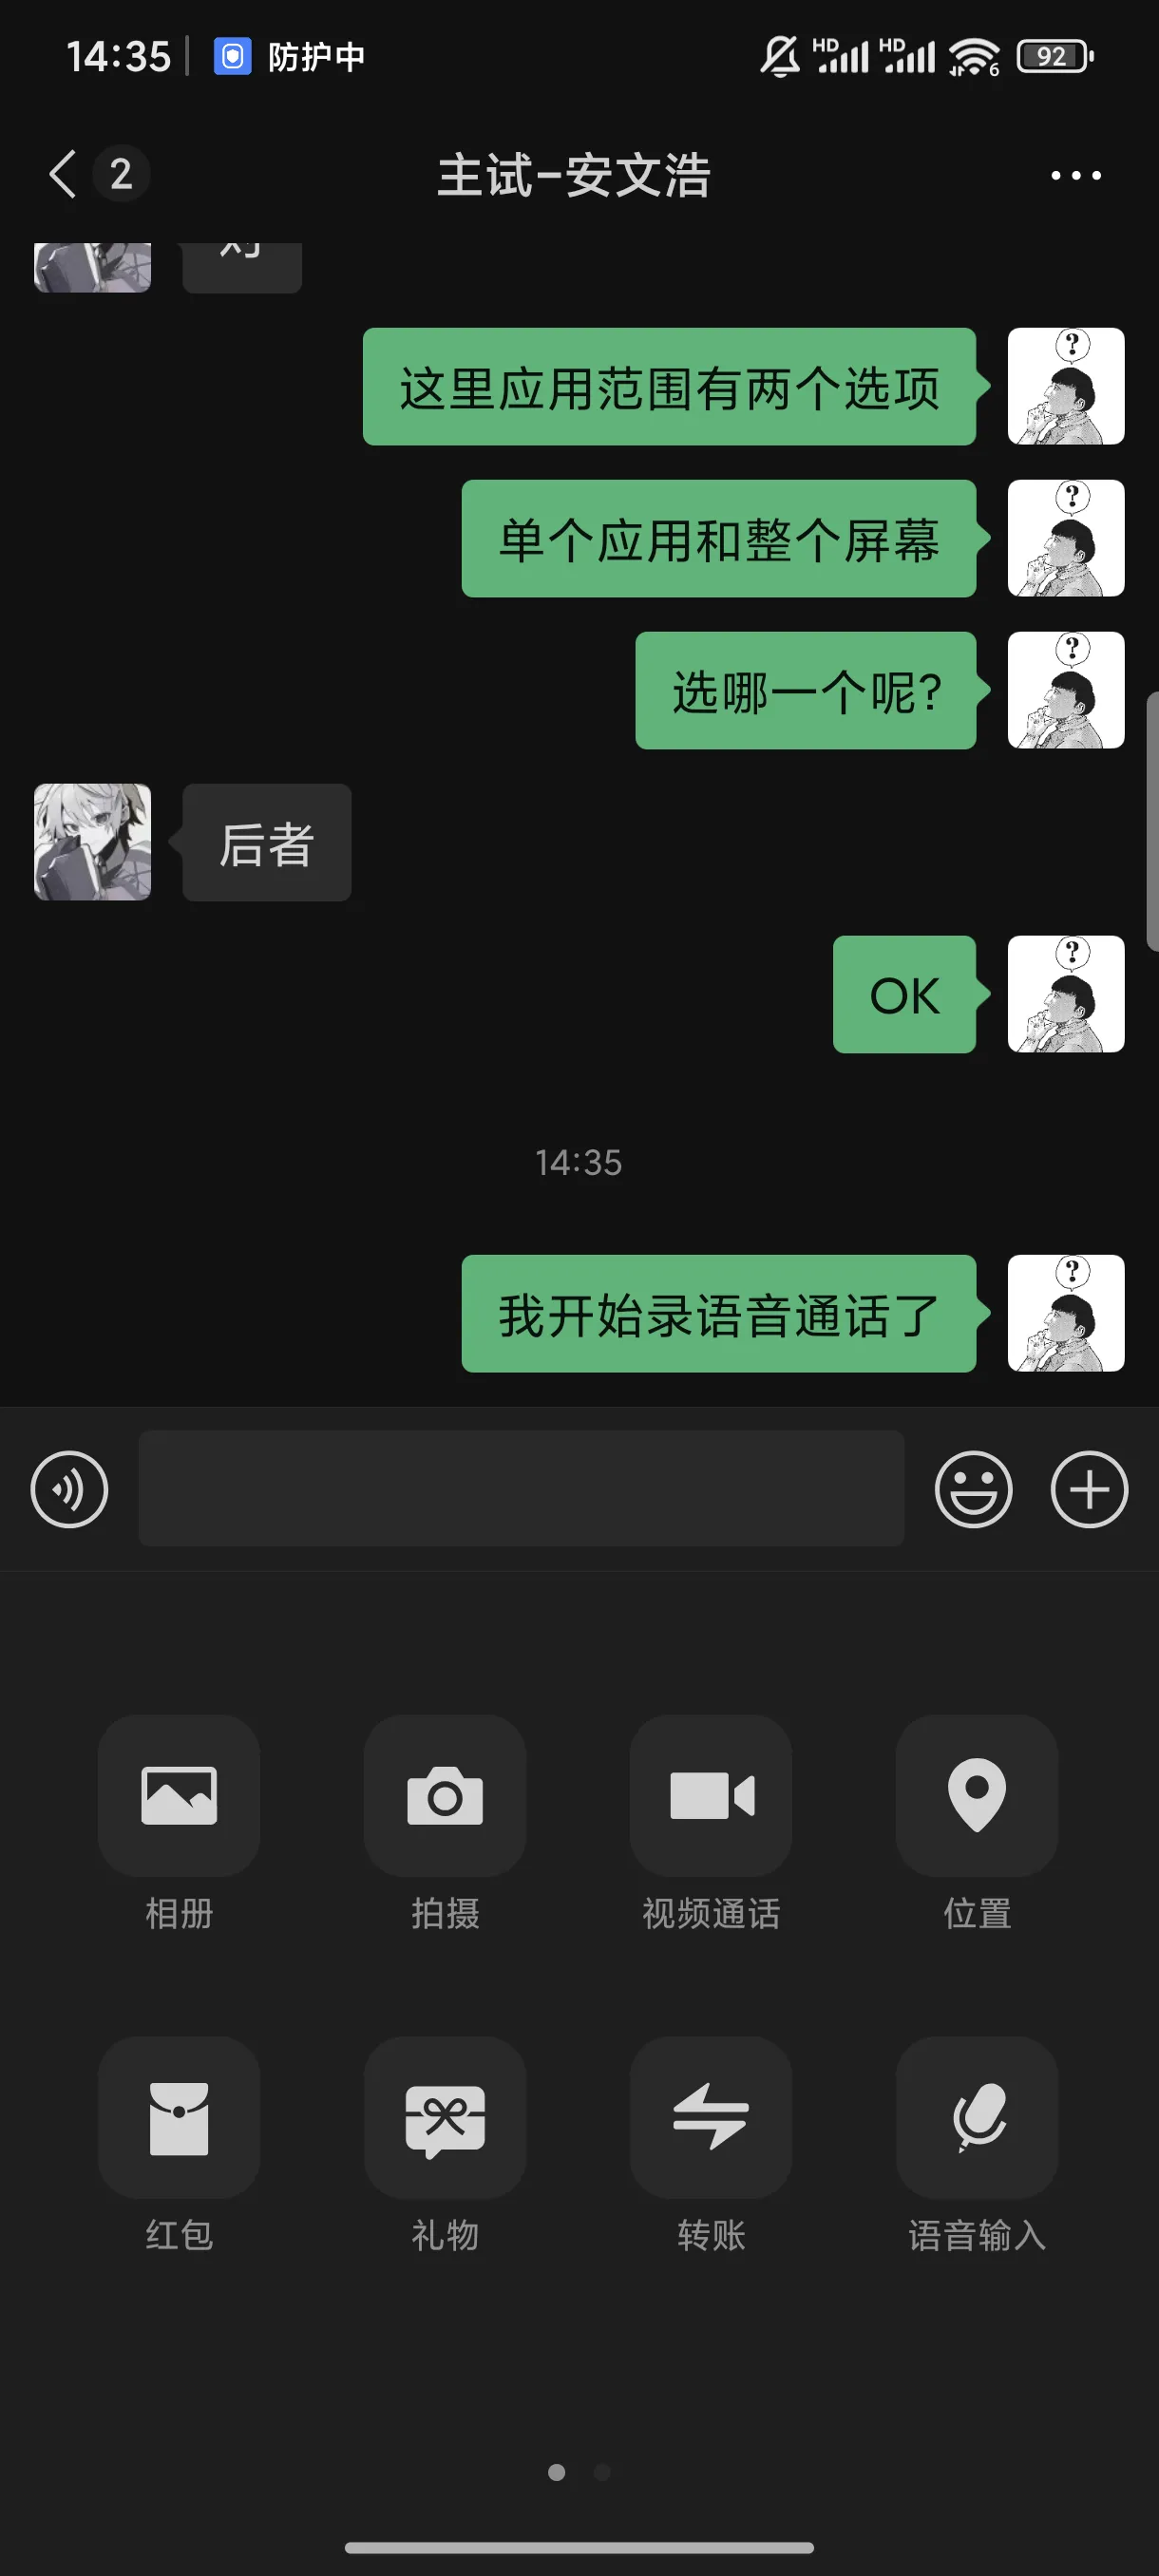 14:35
防护中
HD
HD
6
92
2
主试-安文浩
这里应用范围有两个选项
?
单个应用和整个屏幕
?
选哪一个呢?
?
后者
OK
?
14:35
我开始录语音通话了
?
相册
拍摄
视频通话
位置
红包
礼物
转账
语音输入